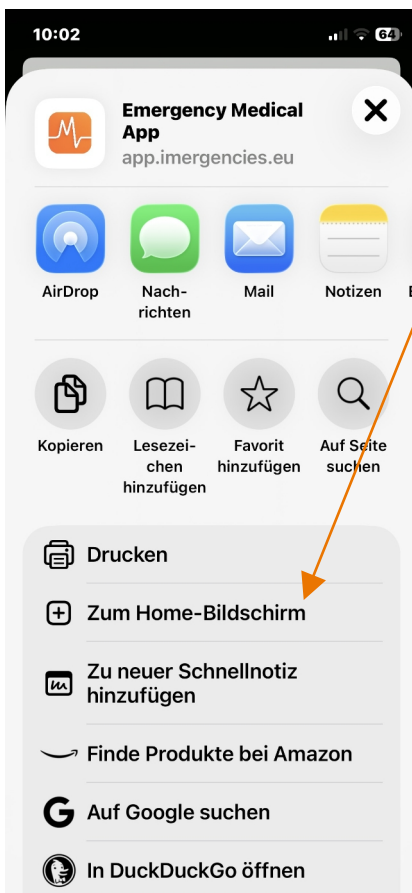 10:02
64
Emergency Medical
App
app.imergencies.eu
AirDrop
Nach-
richten
Mail
Notizen
Kopieren
Lesezei-
chen
hinzufügen
Favorit
hinzufügen
Auf Seite
suchen
Drucken
Zum Home-Bildschirm
Zu neuer Schnellnotiz
hinzufügen
Finde Produkte bei Amazon
Auf Google suchen
In DuckDuckGo öffnen